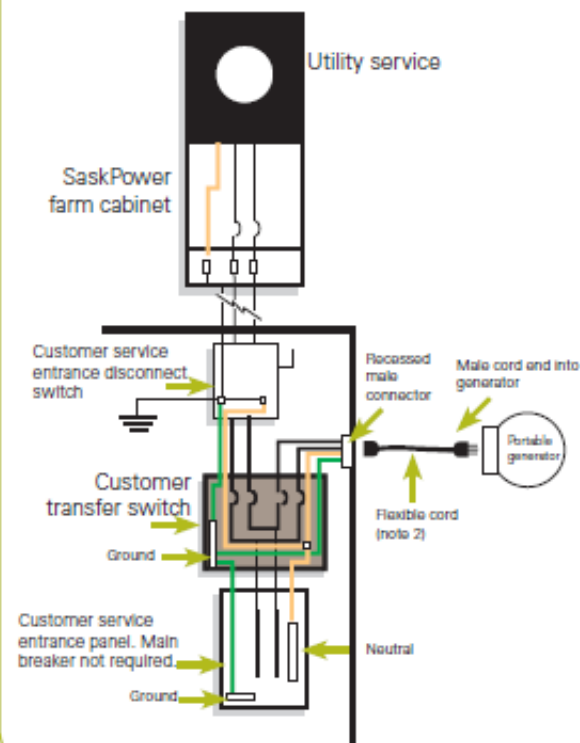 Utility service
SaskPower
farm cabinet
Customer service
entrance disconnect
switch
Recessed
male
connector
Male cord end into
generator
Portable
generator
Flexible cord
(note 2)
Customer
transfer switch
Ground
Customer service
entrance panel. Main
breaker not required.
Neutral
Ground